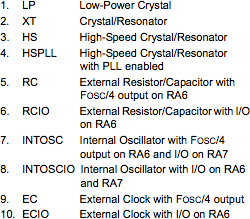 1. LP Low-Power Crystal
2. XT Crystal/Resonator
3. HS High-Speed Crystal/Resonator
4. HSPLL High-Speed Crystal/Resonator
with PLL enabled
5. RC External Resistor/Capacitor with
FOSC/4 output on RA6
6. RCIO External Resistor/Capacitor with I/O
on RA6
7. INTOSC Internal Oscillator with FOSC/4
output on RA6 and I/O on RA7
8. INTOSCIO Internal Oscillator with I/O on RA6
and RA7
9. EC External Clock with FOSC/4 output
10. ECIO External Clock with I/O on RA6